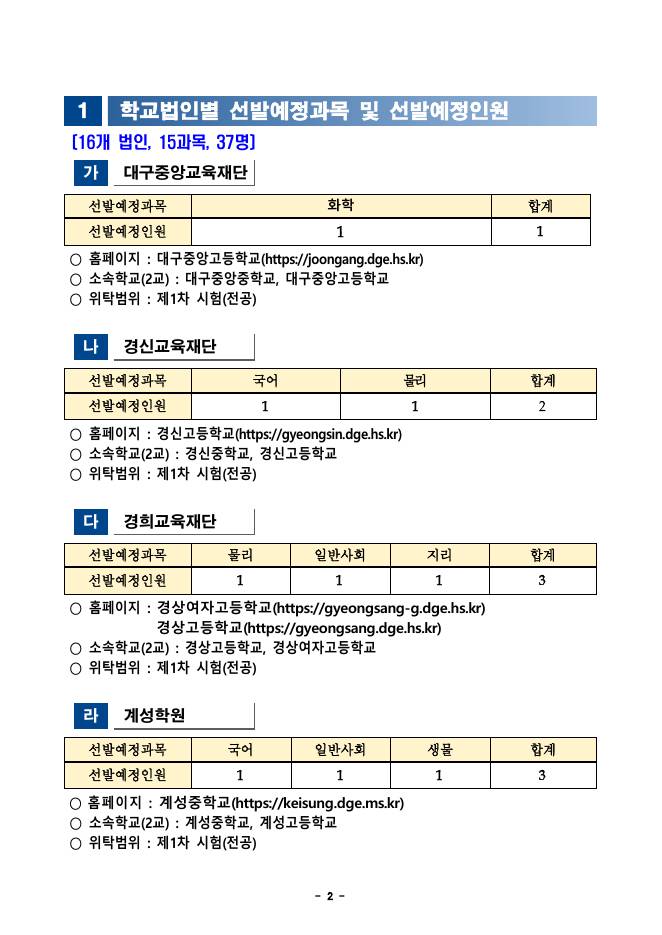 1 학교법인별 선발예정과목 및 선발예정인원
[16개 법인, 15과목, 37명]
가 대구중앙교육재단
선발예정과목 화학 합계
선발예정인원 1 1
○ 홈페이지 : 대구중앙고등학교(https://joongang.dge.hs.kr)
○ 소속학교(2교) : 대구중앙중학교, 대구중앙고등학교
○ 위탁범위 : 제1차 시험(전공)
나 경신교육재단
선발예정과목 국어 물리 합계
선발예정인원 1 1 2
○ 홈페이지 : 경신고등학교(https://gyeongsin.dge.hs.kr)
○ 소속학교(2교) : 경신중학교, 경신고등학교
○ 위탁범위 : 제1차 시험(전공)
다 경희교육재단
선발예정과목 물리 일반사회 지리 합계
선발예정인원 1 1 1 3
○ 홈페이지 : 경상여자고등학교(https://gyeongsang-g.dge.hs.kr)
경상고등학교(https://gyeongsang.dge.hs.kr)
○ 소속학교(2교) : 경상고등학교, 경상여자고등학교
○ 위탁범위 : 제1차 시험(전공)
라 계성학원
선발예정과목 국어 일반사회 생물 합계
선발예정인원 1 1 1 3
○ 홈페이지 : 계성중학교(https://keisung.dge.ms.kr)
○ 소속학교(2교) : 계성중학교, 계성고등학교
○ 위탁범위 : 제1차 시험(전공)
- 2 -